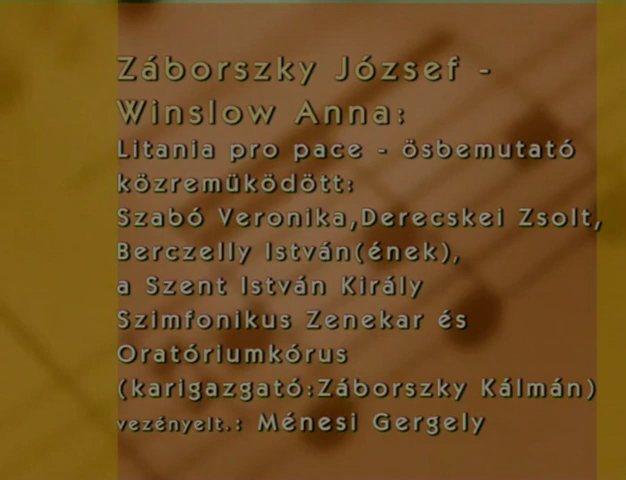 Záborszky József -
Winslow Anna:
Litania pro pace - ösbemutató
közremüködött:
Szabó Veronika,Derecskei Zsolt,
Berczelly István(ének),
a Szent István Király
Szimfonikus Zenekar és
Oratóriumkórus
(karigazgató:Záborszky Kálmán)
vezényelt.: Ménesi Gergely